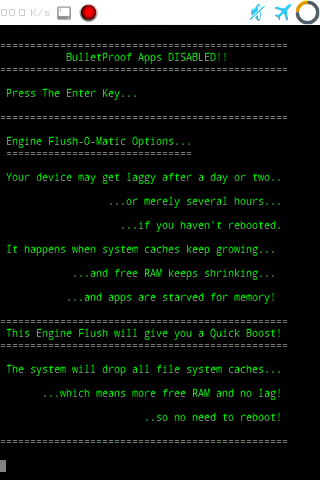 00.0 K/s
================================================
BulletProof Apps DISABLED!!
================================================
Press The Enter Key...
================================================
Engine Flush-O-Matic Options...
===============================
Your device may get laggy after a day or two..
...or merely several hours...
...if you haven't rebooted.
It happens when system caches keep growing...
...and free RAM keeps shrinking...
...and apps are starved for memory!
================================================
This Engine Flush will give you a Quick Boost!
================================================
The system will drop all file system caches...
...which means more free RAM and no lag!
..so no need to reboot!
================================================